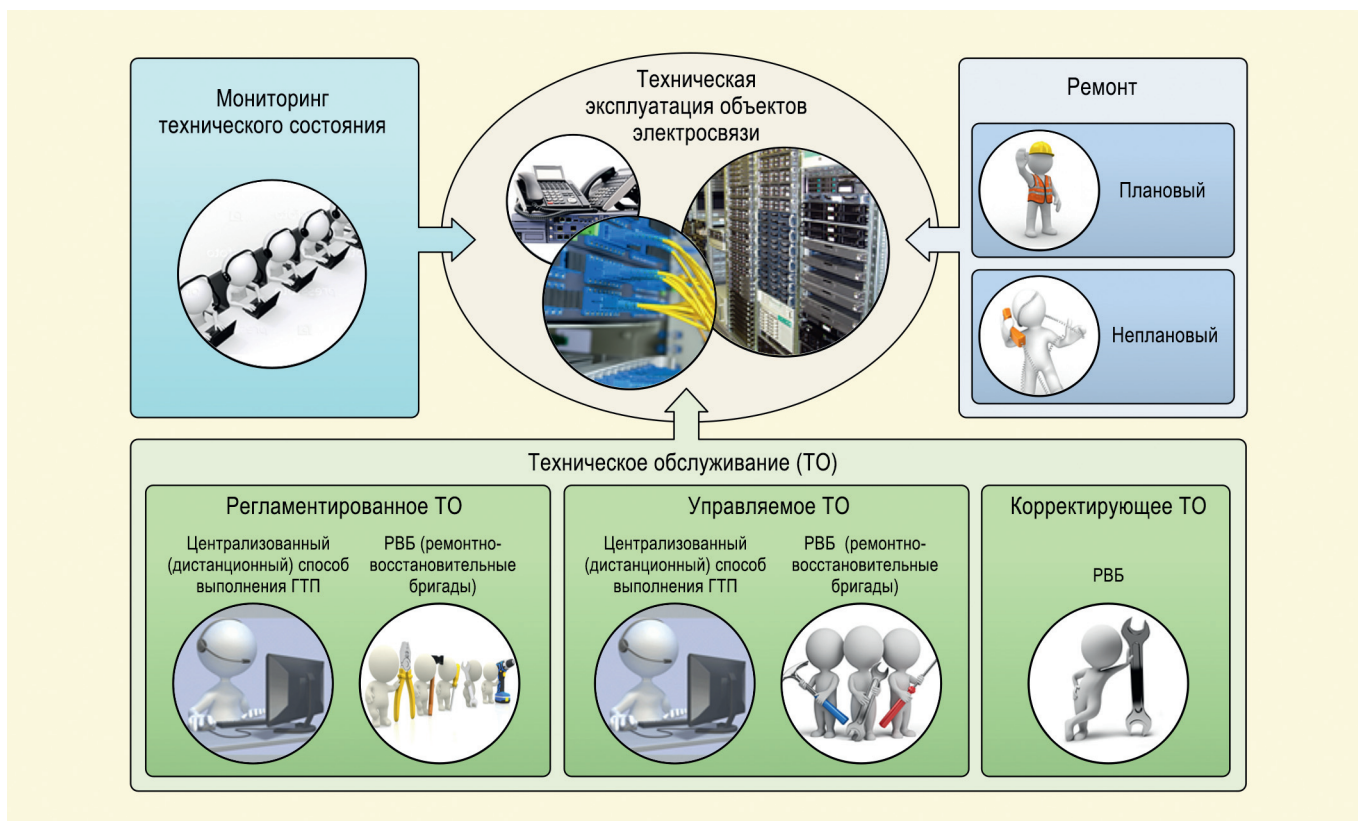 Мониторинг
технического состояния
Техническая
эксплуатация объектов
электросвязи
Ремонт
Плановый
Неплановый
Техническое обслуживание (ТО)
Регламентированное ТО
Централизованный
(дистанционный) способ
выполнения ГТП
РВБ (ремонтно-
восстановительные
бригады)
Управляемое ТО
Централизованный
(дистанционный) способ
выполнения ГТП
РВБ (ремонтно-
восстановительные
бригады)
Корректирующее ТО
РВБ